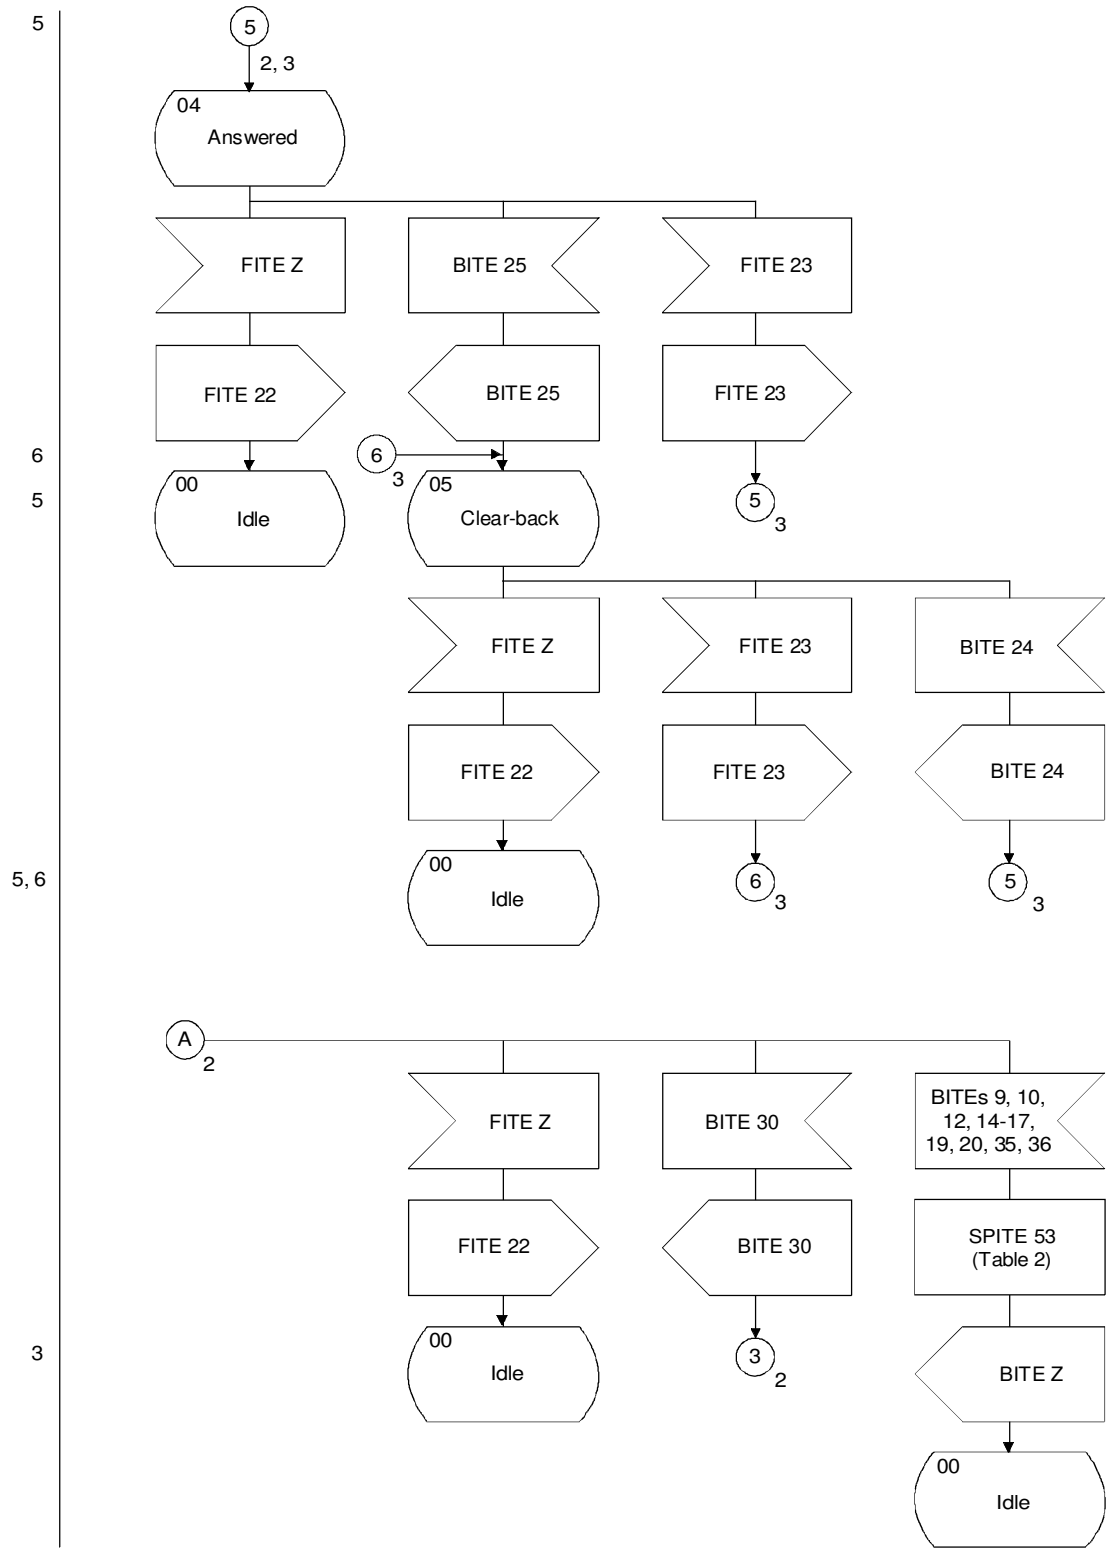 5
5
2, 3
04
Answered
FITE Z
BITE 25
FITE 23
FITE 22
BITE 25
FITE 23
6
6
3
5
00
Idle
05
Clear-back
5
3
FITE Z
FITE 23
BITE 24
FITE 22
FITE 23
BITE 24
5, 6
00
Idle
6
3
5
3
A
2
FITE Z
BITE 30
BITEs 9, 10,
12, 14-17,
19, 20, 35, 36
FITE 22
BITE 30
SPITE 53
(Table 2)
3
00
Idle
3
2
BITE Z
00
Idle